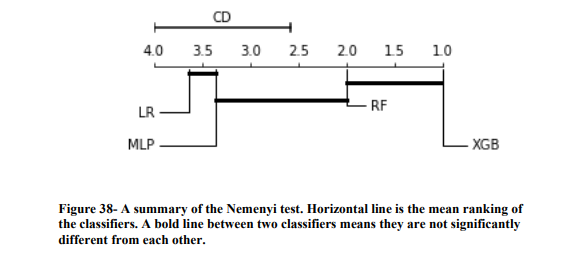 CD
4.0 3.5 3.0 2.5 2.0 1.5 1.0
LR
RF
MLP
XGB
Figure 38- A summary of the Nemenyi test. Horizontal line is the mean ranking of
the classifiers. A bold line between two classifiers means they are not significantly
different from each other.